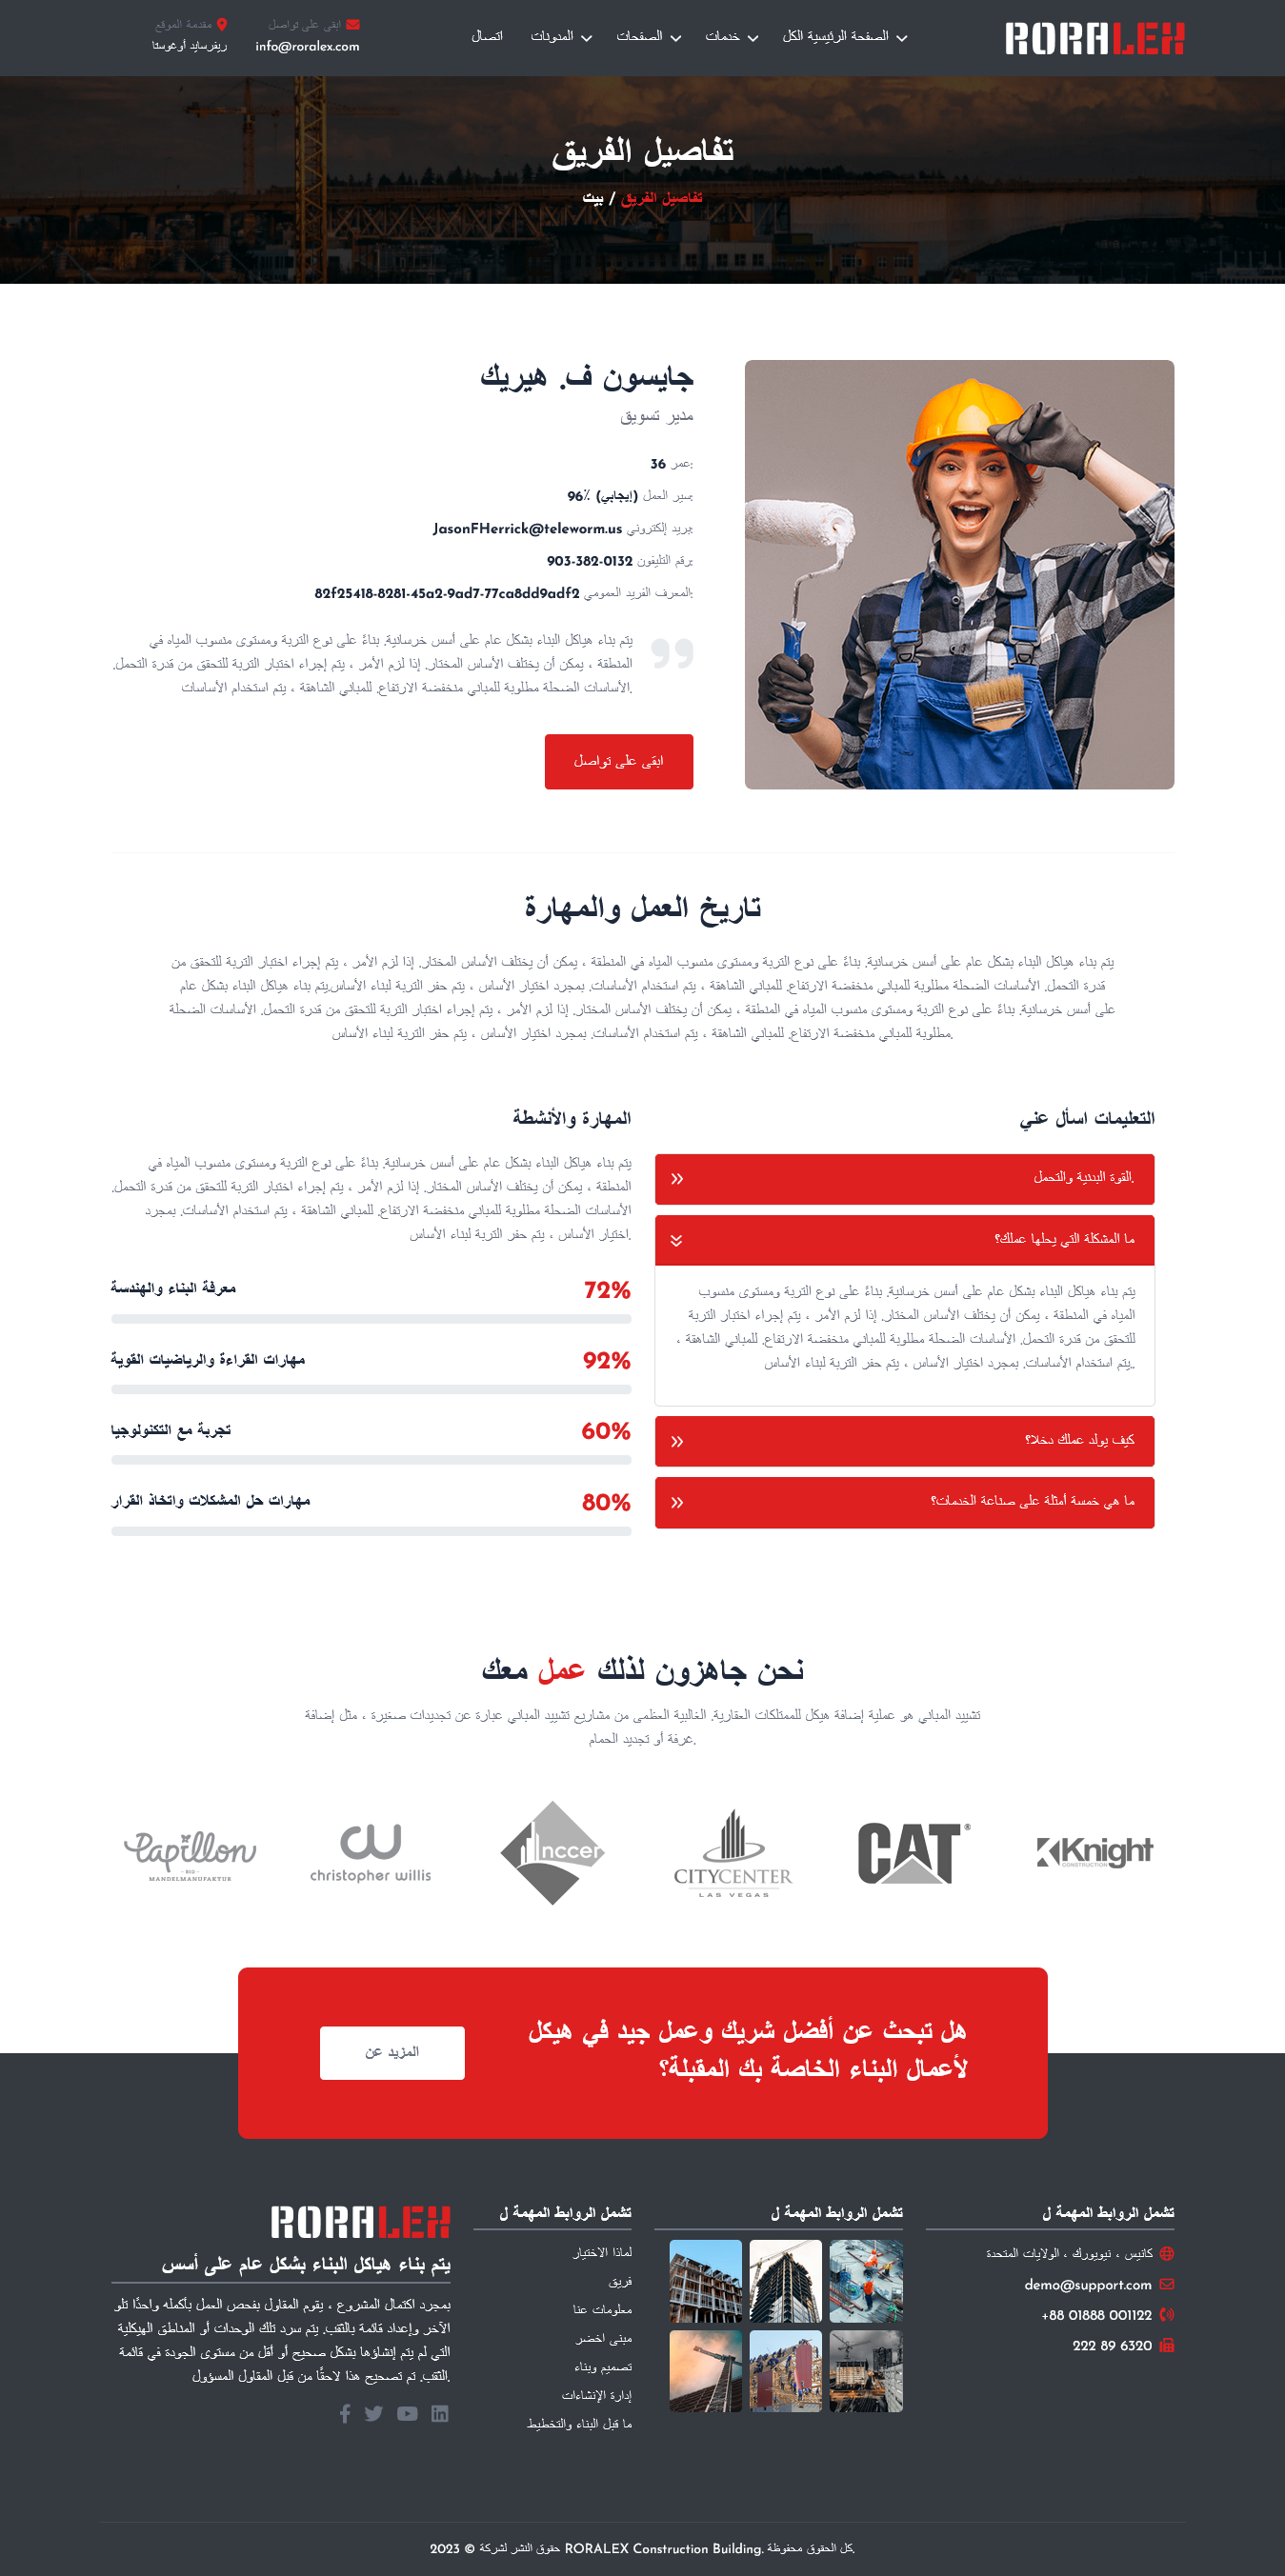 RORALEX
الصفحة الرئيسية الكل
خدمات
الصفحات
المدونات
اتصال
ابقى على تواصل
info@roralex.com
مقدمة الموقع
ريفرسايد أوغوستا
تفاصيل الفريق
تفاصيل الفريق / بيت
جايسون ف. هيريك
مدير تسويق
عمر: 36
سير العمل: (إيجابي) 96٪
بريد إلكتروني: JasonFHerrick@teleworm.us
رقم التليفون: 903-382-0132
المعرف الفريد العمومي: 82f25418-8281-45a2-9ad7-77ca8dd9adf2
يتم بناء هياكل البناء بشكل عام على أسس خرسانية. بناءً على نوع التربة ومستوى منسوب المياه في
المنطقة ، يمكن أن يختلف الأساس المختار. إذا لزم الأمر ، يتم إجراء اختبار التربة للتحقق من قدرة التحمل.
الأساسات الضحلة مطلوبة للمباني منخفضة الارتفاع. للمباني الشاهقة ، يتم استخدام الأساسات.
ابقى على تواصل
تاريخ العمل والمهارة
يتم بناء هياكل البناء بشكل عام على أسس خرسانية. بناءً على نوع التربة ومستوى منسوب المياه في المنطقة ، يمكن أن يختلف الأساس المختار. إذا لزم الأمر ، يتم إجراء اختبار التربة للتحقق من
قدرة التحمل. الأساسات الضحلة مطلوبة للمباني منخفضة الارتفاع. للمباني الشاهقة ، يتم استخدام الأساسات. بمجرد اختيار الأساس ، يتم حفر التربة لبناء الأساس.يتم بناء هياكل البناء بشكل عام
على أسس خرسانية. بناءً على نوع التربة ومستوى منسوب المياه في المنطقة ، يمكن أن يختلف الأساس المختار. إذا لزم الأمر ، يتم إجراء اختبار التربة للتحقق من قدرة التحمل. الأساسات الضحلة
مطلوبة للمباني منخفضة الارتفاع. للمباني الشاهقة ، يتم استخدام الأساسات. بمجرد اختيار الأساس ، يتم حفر التربة لبناء الأساس.
التعليمات اسأل عني
القوة البدنية والتحمل.
ما المشكلة التي يحلها عملك؟
يتم بناء هياكل البناء بشكل عام على أسس خرسانية. بناءً على نوع التربة ومستوى منسوب
المياه في المنطقة ، يمكن أن يختلف الأساس المختار. إذا لزم الأمر ، يتم إجراء اختبار التربة
للتحقق من قدرة التحمل. الأساسات الضحلة مطلوبة للمباني منخفضة الارتفاع. للمباني الشاهقة ،
يتم استخدام الأساسات. بمجرد اختيار الأساس ، يتم حفر التربة لبناء الأساس..
كيف يولد عملك دخلا؟
ما هي خمسة أمثلة على صناعة الخدمات؟
المهارة والأنشطة
يتم بناء هياكل البناء بشكل عام على أسس خرسانية. بناءً على نوع التربة ومستوى منسوب المياه في
المنطقة ، يمكن أن يختلف الأساس المختار. إذا لزم الأمر ، يتم إجراء اختبار التربة للتحقق من قدرة التحمل.
الأساسات الضحلة مطلوبة للمباني منخفضة الارتفاع. للمباني الشاهقة ، يتم استخدام الأساسات. بمجرد
اختيار الأساس ، يتم حفر التربة لبناء الأساس.
72% معرفة البناء والهندسة
92% مهارات القراءة والرياضيات القوية
60% تجربة مع التكنولوجيا
80% مهارات حل المشكلات واتخاذ القرار
نحن جاهزون لذلك عمل معك
تشييد المباني هو عملية إضافة هيكل للممتلكات العقارية. الغالبية العظمى من مشاريع تشييد المباني عبارة عن تجديدات صغيرة ، مثل إضافة
غرفة أو تجديد الحمام.
Knight
CONSTRUCTION
CAT®
CITYCENTER
LAS VEGAS
nccer
cw
christopher willis
Papillon
BIO
MANDELMANUFAKTUR
هل تبحث عن أفضل شريك وعمل جيد في هيكل
لأعمال البناء الخاصة بك المقبلة؟
المزيد عن
تشمل الروابط المهمة ل
كانيس ، نيويورك ، الولايات المتحدة
demo@support.com
+88 01888 001122
222 89 6320
تشمل الروابط المهمة ل
تشمل الروابط المهمة ل
لماذا الاختيار
فريق
معلومات عنا
مبنى اخضر
تصميم وبناء
إدارة الإنشاءات
ما قبل البناء والتخطيط
RORALEX
يتم بناء هياكل البناء بشكل عام على أسس
بمجرد اكتمال المشروع ، يقوم المقاول بفحص العمل بأكمله واحدًا تلو
الآخر وإعداد قائمة بالثقب. يتم سرد تلك الوحدات أو المناطق الهيكلية
التي لم يتم إنشاؤها بشكل صحيح أو أقل من مستوى الجودة في قائمة
الثقب. تم تصحيح هذا لاحقًا من قبل المقاول المسؤول.
2023 © حقوق النشر لشركة RORALEX Construction Building. كل الحقوق محفوظة.